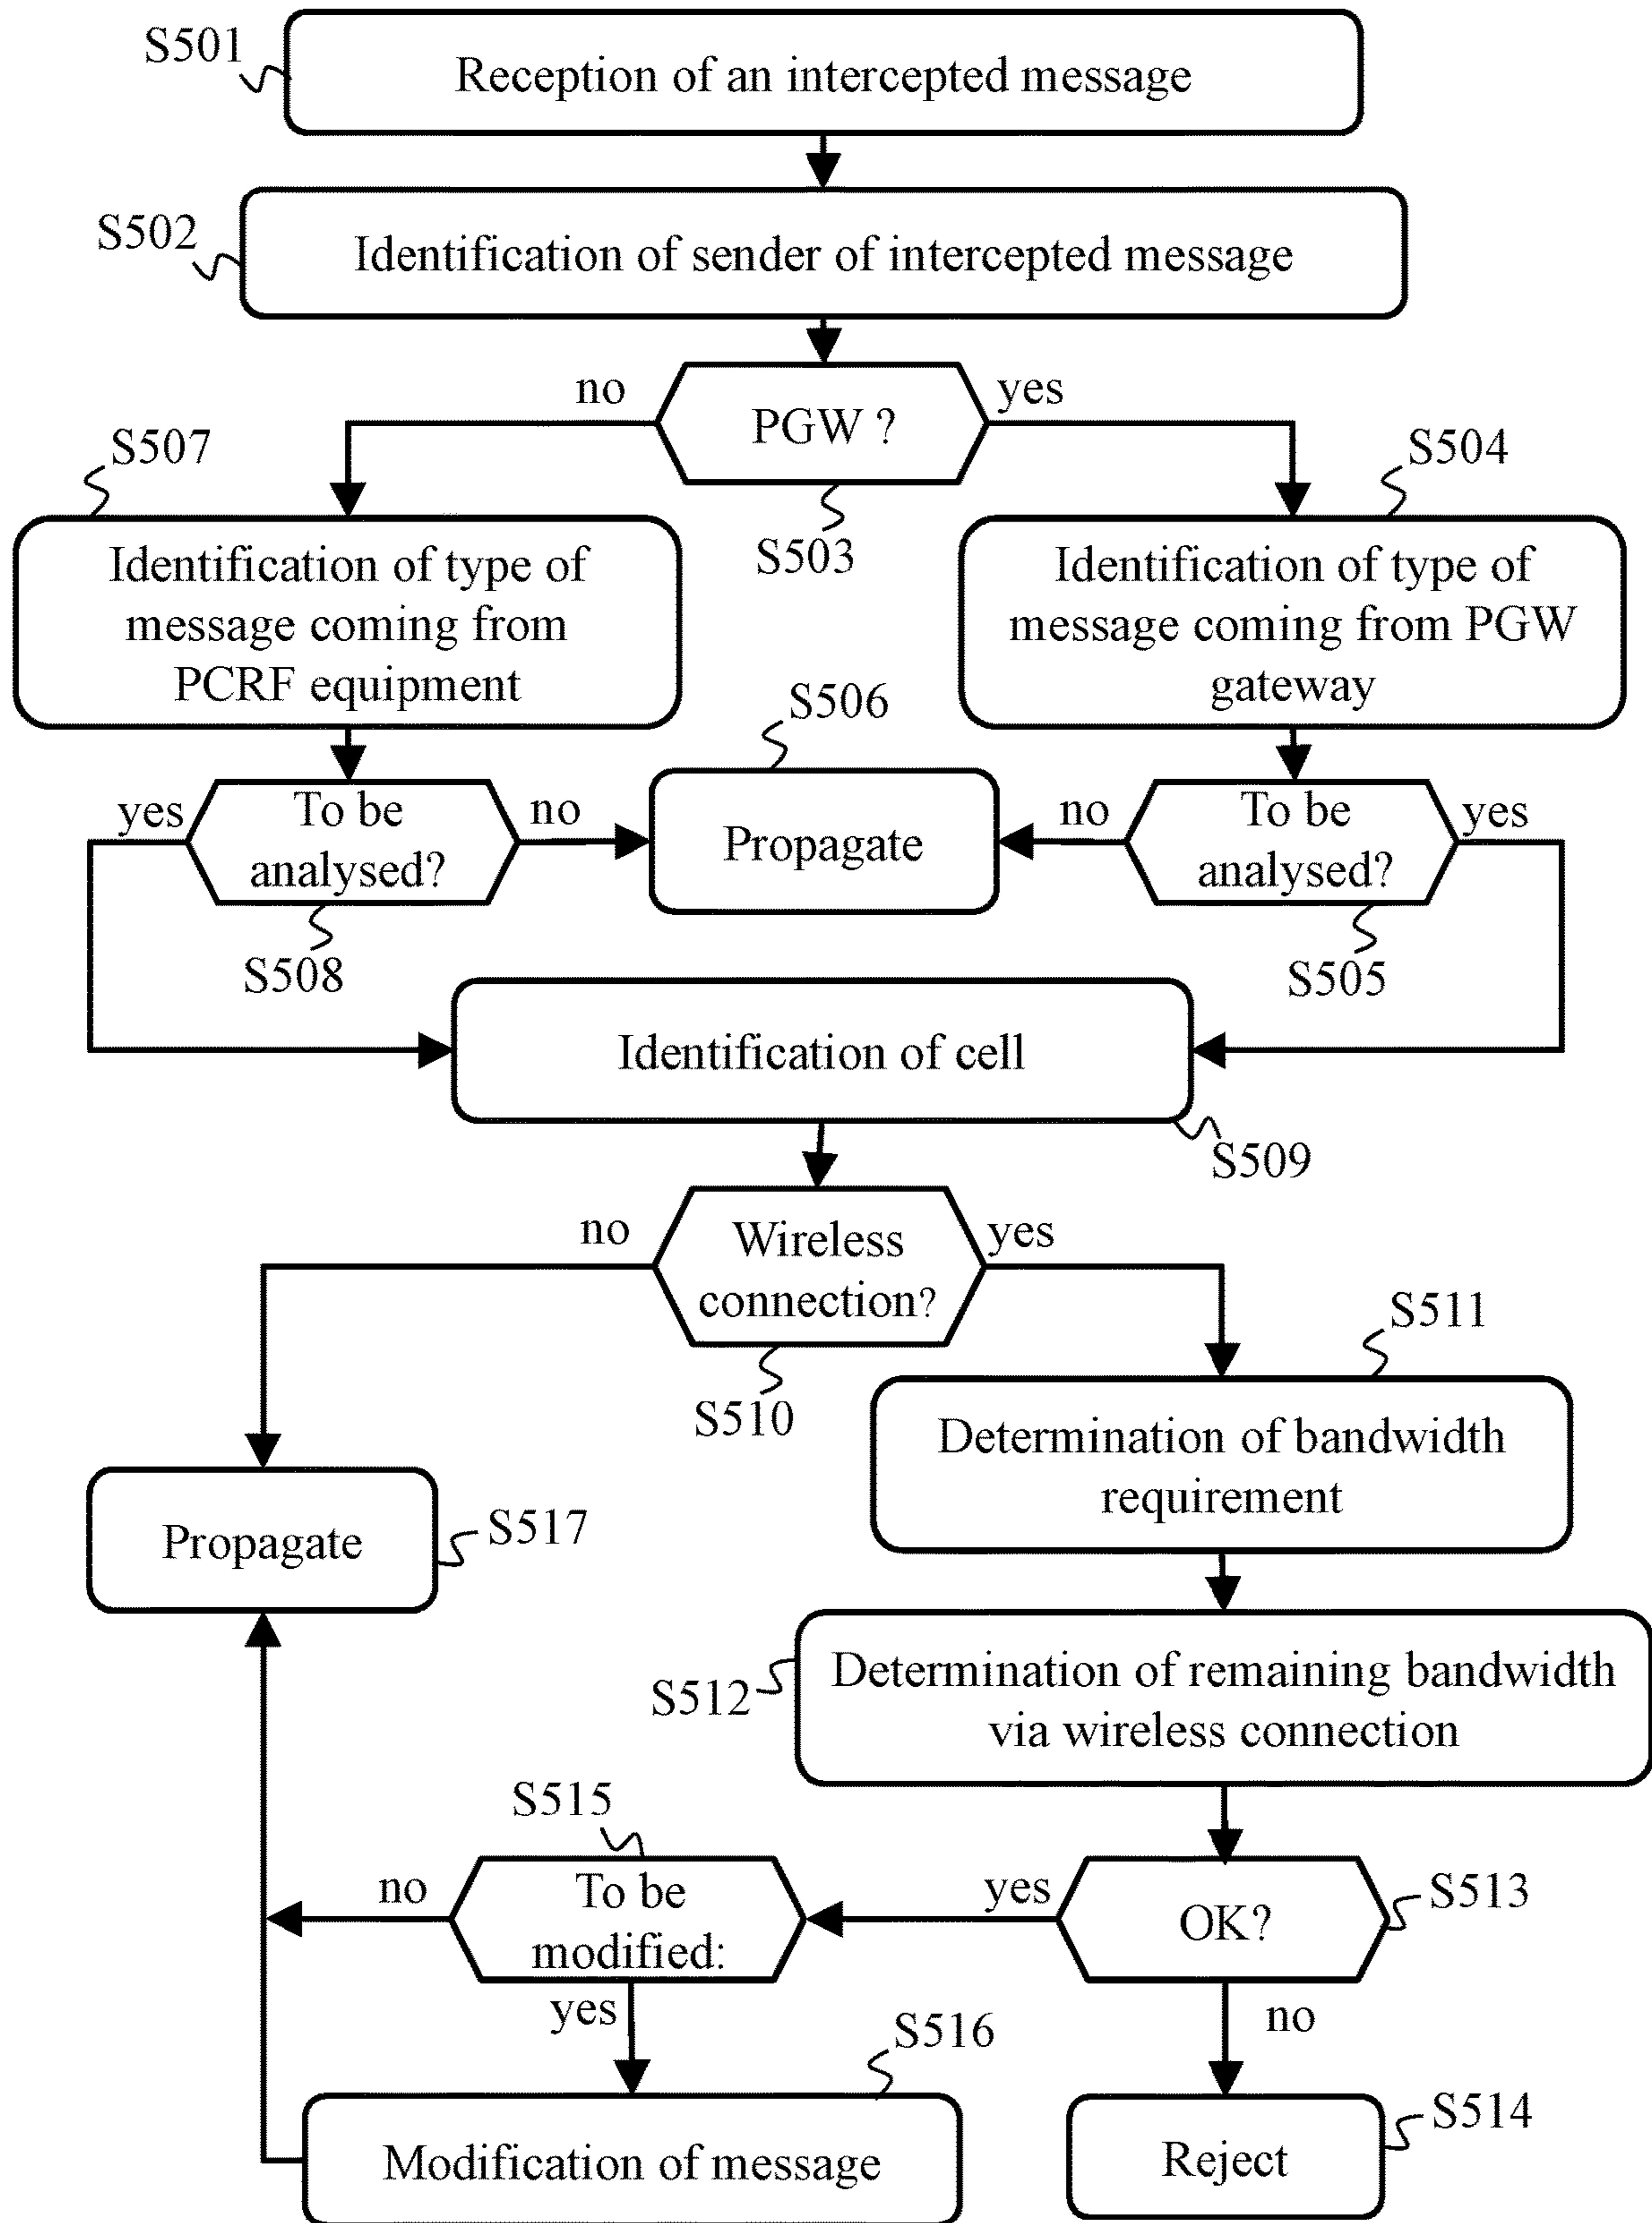 S501
Reception of an intercepted message
S502
Identification of sender of intercepted message
no
PGW ?
yes
S503
S507
Identification of type of
message coming from
PCRF equipment
S504
Identification of type of
message coming from PGW
gateway
S506
Propagate
yes
To be
analysed?
no
S508
no
To be
analysed?
yes
S505
Identification of cell
S509
no
Wireless
connection?
yes
S510
S511
Determination of bandwidth
requirement
Propagate
S517
S512
Determination of remaining bandwidth
via wireless connection
S515
no
To be
modified:
yes
yes
OK?
S513
no
S516
Modification of message
S514
Reject